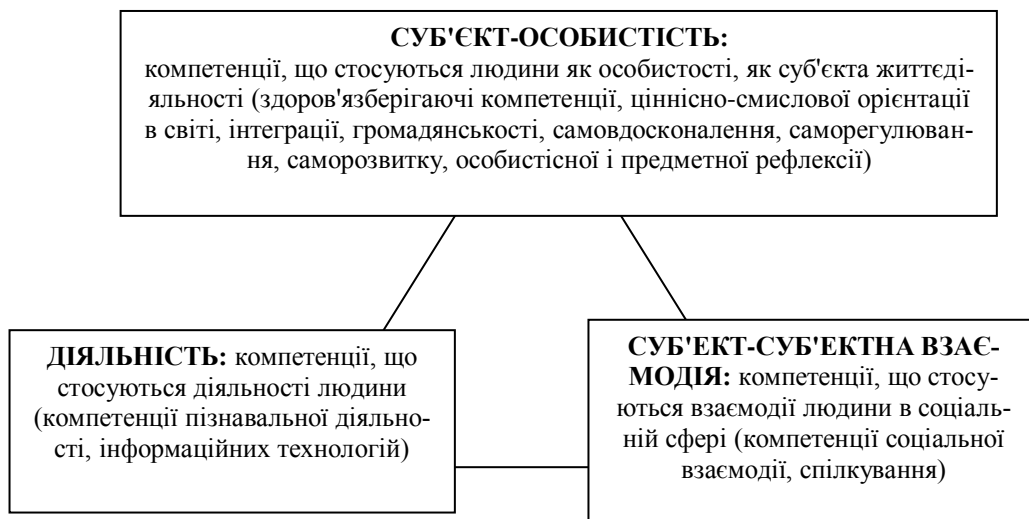 СУБ'ЄКТ-ОСОБИСТІСТЬ:
компетенції, що стосуються людини як особистості, як суб'єкта життєді-
яльності (здоров'язберігаючі компетенції, ціннісно-смислової орієнтації
в світі, інтеграції, громадянськості, самовдосконалення, саморегулюван-
ня, саморозвитку, особистісної і предметної рефлексії)
ДІЯЛЬНІСТЬ: компетенції, що
стосуються діяльності людини
(компетенції пізнавальної діяльно-
сті, інформаційних технологій)
СУБ'ЕКТ-СУБ'ЕКТНА ВЗАЄ-
МОДІЯ: компетенції, що стосу-
ються взаємодії людини в соціаль-
ній сфері (компетенції соціальної
взаємодії, спілкування)